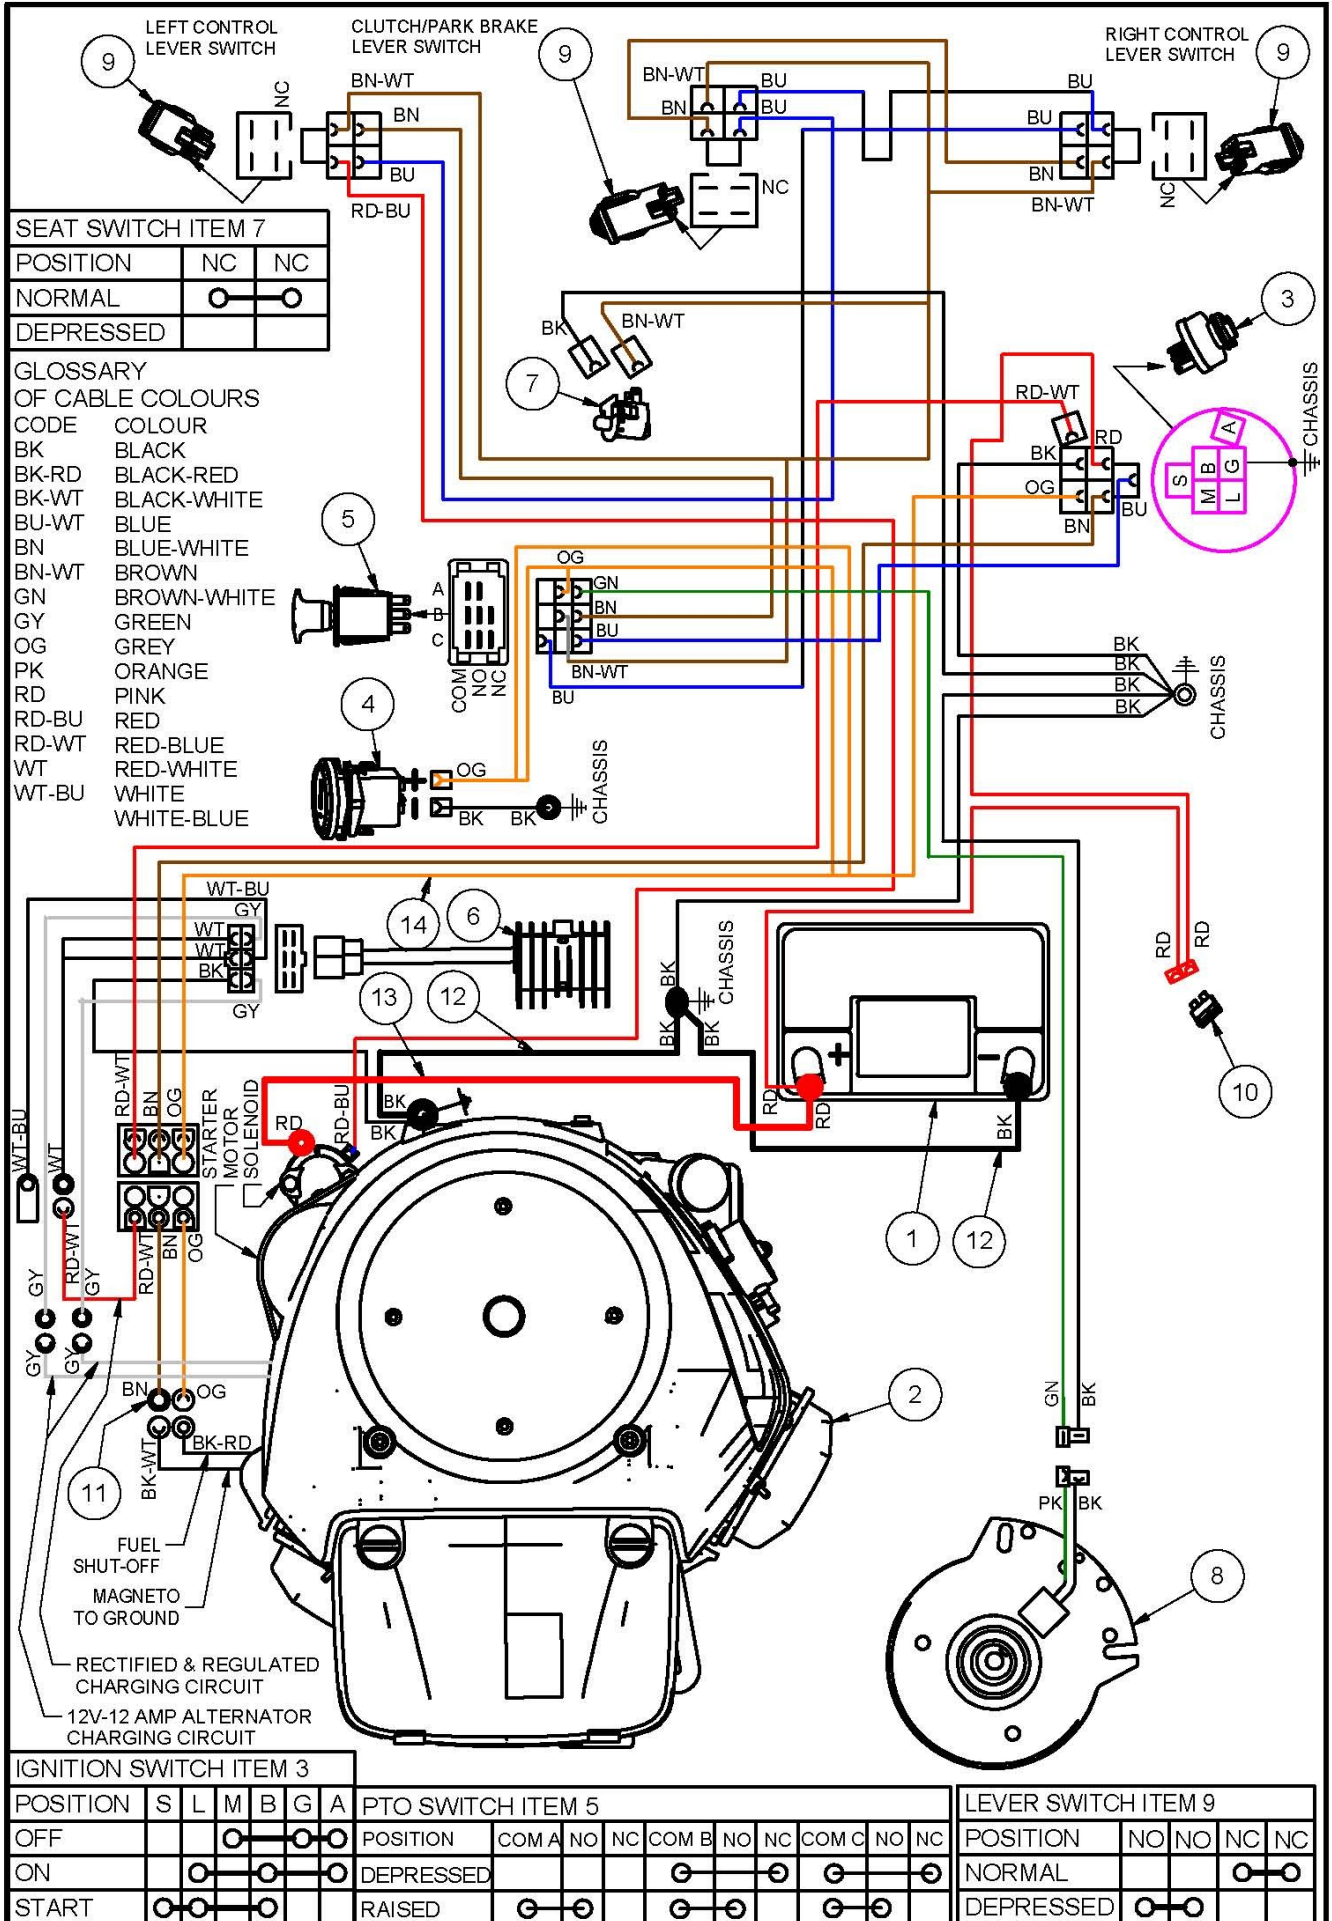 LEFT CONTROL
LEVER SWITCH
CLUTCH/PARK BRAKE
LEVER SWITCH
RIGHT CONTROL
LEVER SWITCH
9
9
9
NC
BN-WT
BN
BU
RD-BU
BN-WT
BN
BU
BU
NC
BU
BU
BN
BN-WT
NC
SEAT SWITCH ITEM 7
POSITION NC NC
NORMAL
DEPRESSED
BK
BN-WT
7
3
GLOSSARY
OF CABLE COLOURS
CODE COLOUR
BK BLACK
BK-RD BLACK-RED
BK-WT BLACK-WHITE
BU-WT BLUE
BN BLUE-WHITE
BN-WT BROWN
GN BROWN-WHITE
GY GREEN
OG GREY
PK ORANGE
RD PINK
RD-BU RED
RD-WT RED-BLUE
WT RED-WHITE
WT-BU WHITE
WHITE-BLUE
RD-WT
BK
RD
OG
BN
BU
A
S
B
G
M
L
CHASSIS
5
A
B
C
COM
NO
NC
OG
GN
BN
BU
BN-WT
BU
4
OG
BK
BK
CHASSIS
BK
BK
BK
BK
CHASSIS
WT-BU
GY
WT
WT
BK
GY
14
6
13
12
BK
CHASSIS
BK
BK
RD
RD
10
RD-WT
BN
OG
STARTER
MOTOR
SOLENOID
RD
RD-BU
BK
BK
+
-
RD
RD
BK
1
12
WT-BU
WT
RD-WT
RD-WT
BN
OG
GY
GY
GY
GY
BN
OG
BK-RD
BK-WT
11
2
GN
BK
PK
BK
8
FUEL
SHUT-OFF
MAGNETO
TO GROUND
RECTIFIED & REGULATED
CHARGING CIRCUIT
12V-12 AMP ALTERNATOR
CHARGING CIRCUIT
IGNITION SWITCH ITEM 3
POSITION S L M B G A
OFF
ON
START
PTO SWITCH ITEM 5
POSITION COM A NO NC COM B NO NC COM C NO NC
DEPRESSED
RAISED
LEVER SWITCH ITEM 9
POSITION NO NO NC NC
NORMAL
DEPRESSED